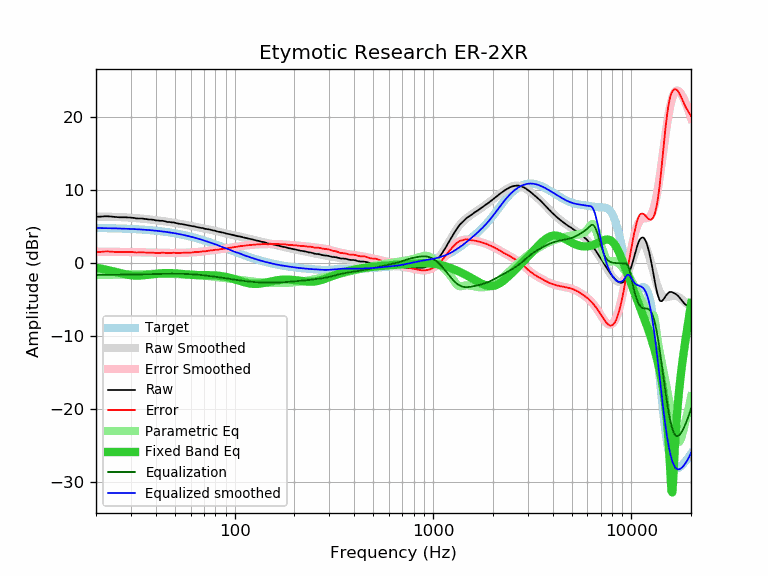 Etymotic Research ER-2XR
Amplitude (dBr)
20
10
0
−10
−20
−30
Target
Raw Smoothed
Error Smoothed
Raw
Error
Parametric Eq
Fixed Band Eq
Equalization
Equalized smoothed
100 1000 10000
Frequency (Hz)